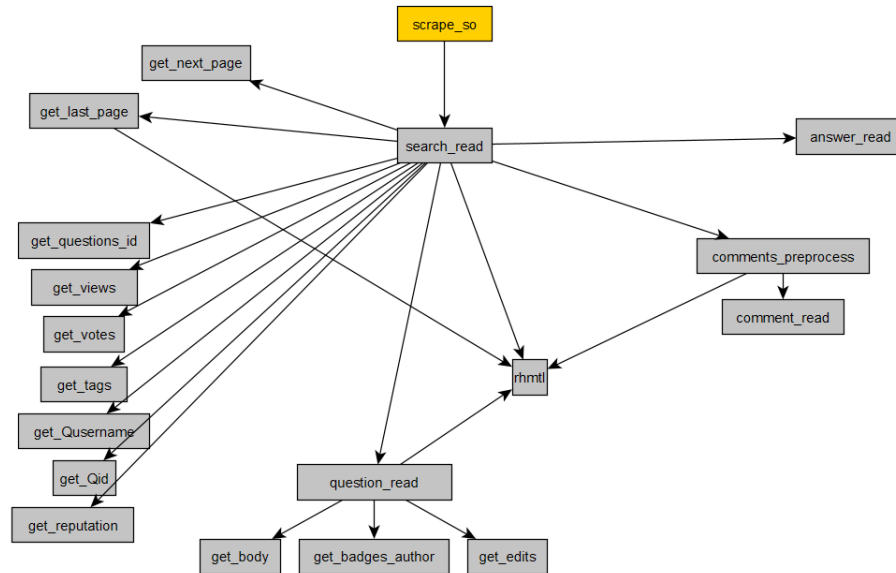 scrape_so
get_next_page
get_last_page
answer_read
search_read
get_questions_id
comments_preprocess
get_views
comment_read
get_votes
rhmtl
get_tags
get_Qusername
get_Qid
question_read
get_reputation
get_body
get_badges_author
get_edits